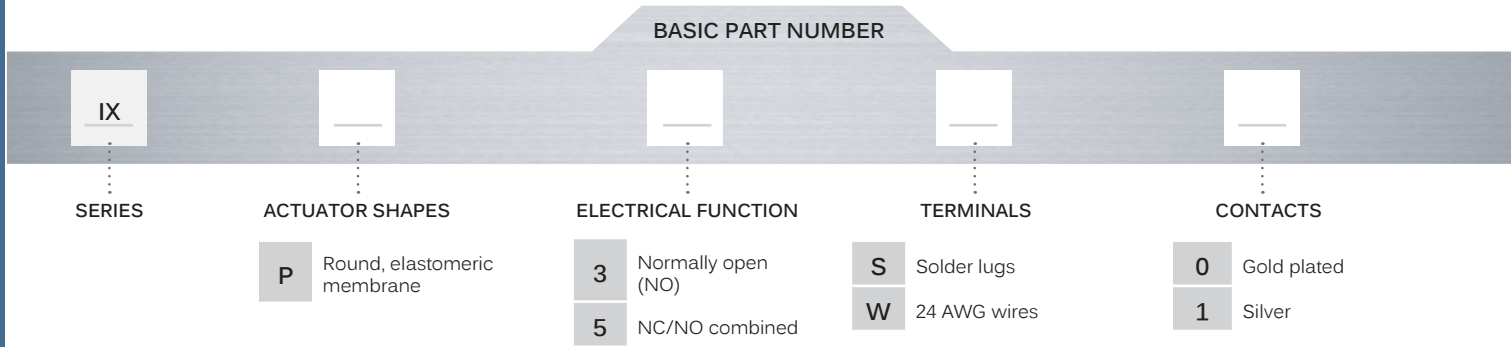 BASIC PART NUMBER
IX
SERIES
ACTUATOR SHAPES
P Round, elastomeric
membrane
ELECTRICAL FUNCTION
3 Normally open
(NO)
5 NC/NO combined
TERMINALS
S Solder lugs
W 24 AWG wires
CONTACTS
0 Gold plated
1 Silver